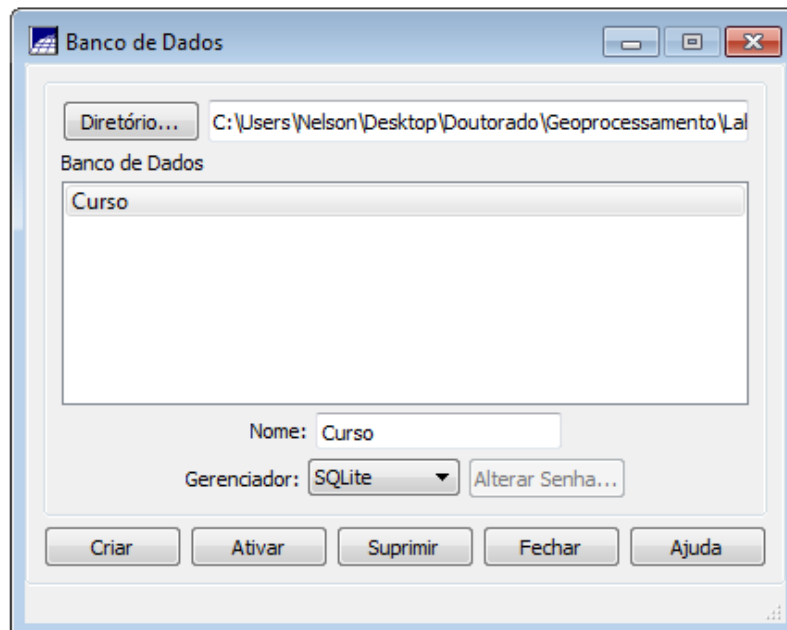 Banco de Dados
Diretório... C:\Users\Nelson\Desktop\Doutorado\Geoprocessamento\Lal
Banco de Dados
Curso
Nome: Curso
Gerenciador: SQLite Alterar Senha...
Criar Ativar Suprimir Fechar Ajuda